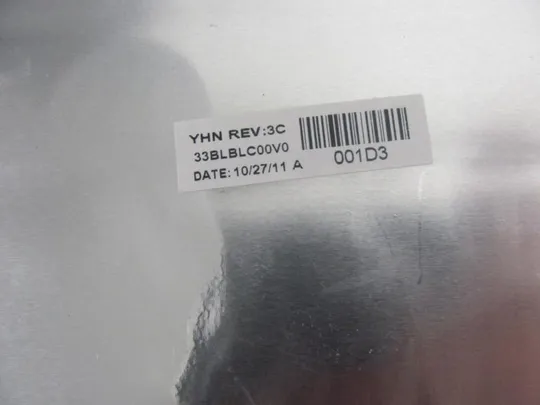 YHN REV:3C
33BLBLC00V0
DATE: 10/27/11 A
001D3